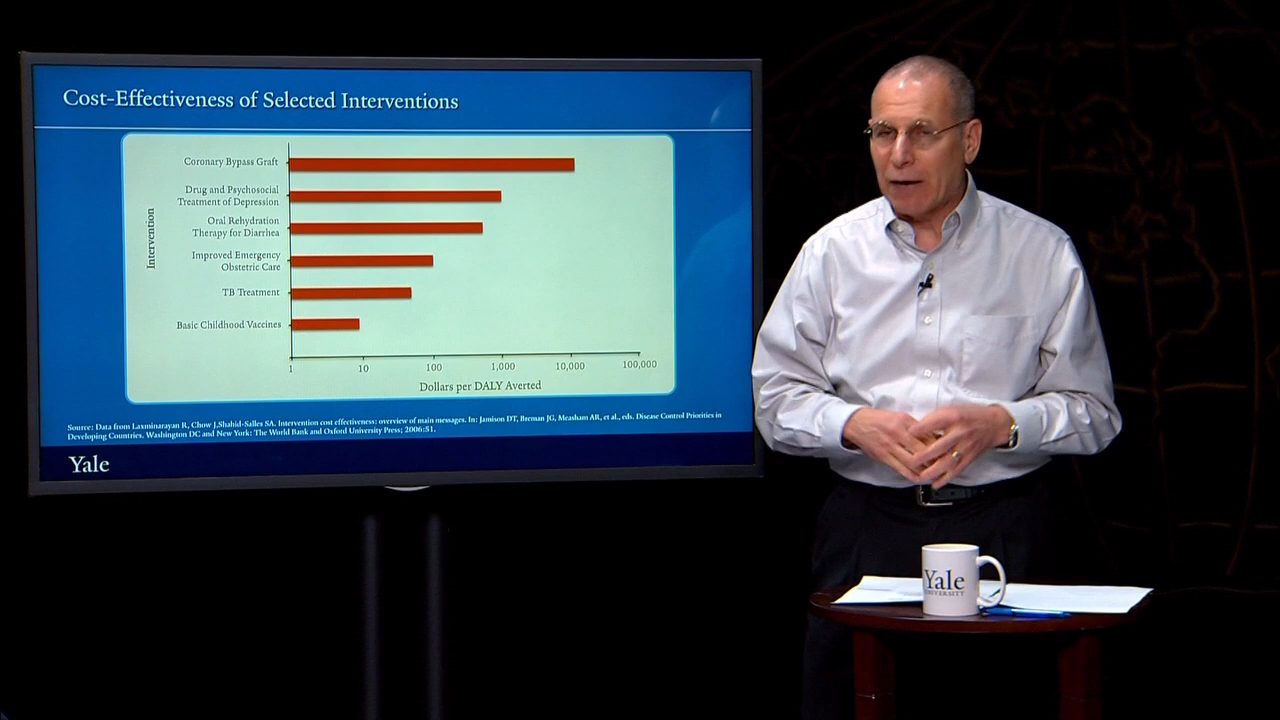 Cost-Effectiveness of Selected Interventions
Intervention
Coronary Bypass Graft
Drug and Psychosocial
Treatment of Depression
Oral Rehydration
Therapy for Diarrhea
Improved Emergency
Obstetric Care
TB Treatment
Basic Childhood Vaccines
1 10 100 1,000 10,000 100,000
Dollars per DALY Averted
Source: Data from Laxminarayan R, Chow J,Shahid-Salles SA. Intervention cost effectiveness: overview of main messages. In: Jamison DT, Breman JG, Measham AR, et al., eds. Disease Control Priorities in
Developing Countries. Washington DC and New York: The World Bank and Oxford University Press; 2006:51.
Yale
Yale
UNIVERSITY